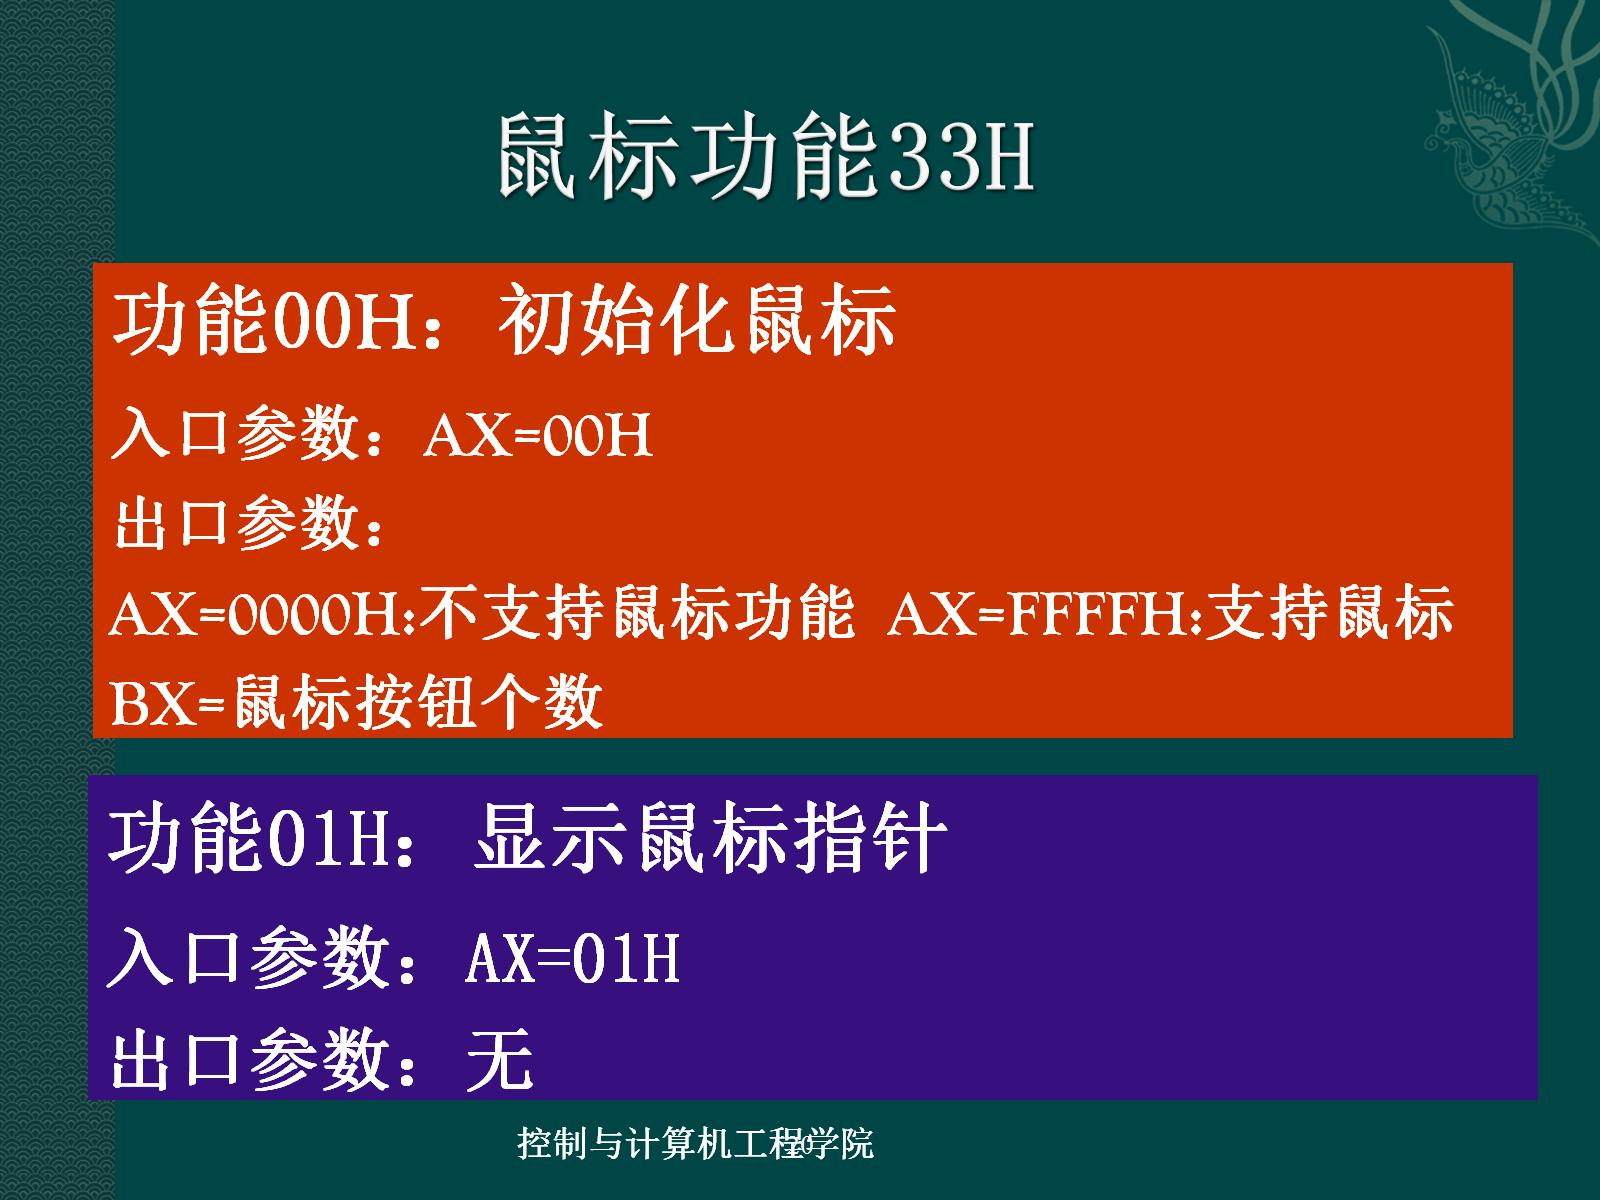 鼠标功能33H
功能00H：初始化鼠标
入口参数：AX=00H
出口参数：
AX=0000H:不支持鼠标功能 AX=FFFFH:支持鼠标
BX=鼠标按钮个数
功能01H：显示鼠标指针
入口参数：AX=01H
出口参数：无
控制与计算机工程学院